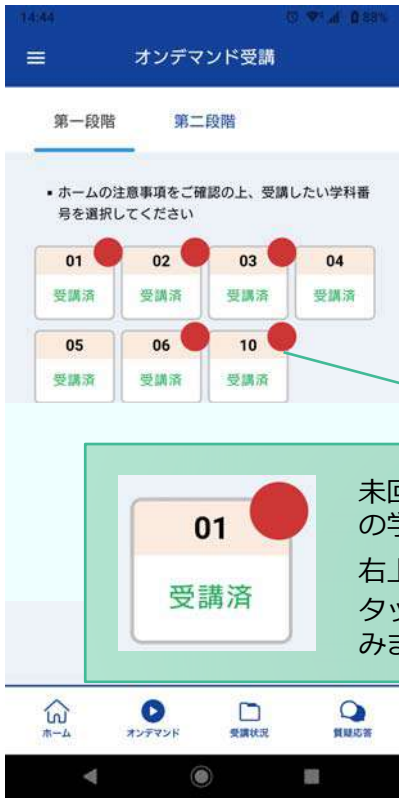 14:44
88%
オンデマンド受講
第一段階
第二段階
▪ ホームの注意事項をご確認の上、受講したい学科番
号を選択してください
01 02 03 04
受講済 受講済 受講済 受講済
05 06 10
受講済 受講済 受講済
01
受講済
未回
の学
右上
タッ
みま
ホーム オンデマンド 受講状況 質疑応答